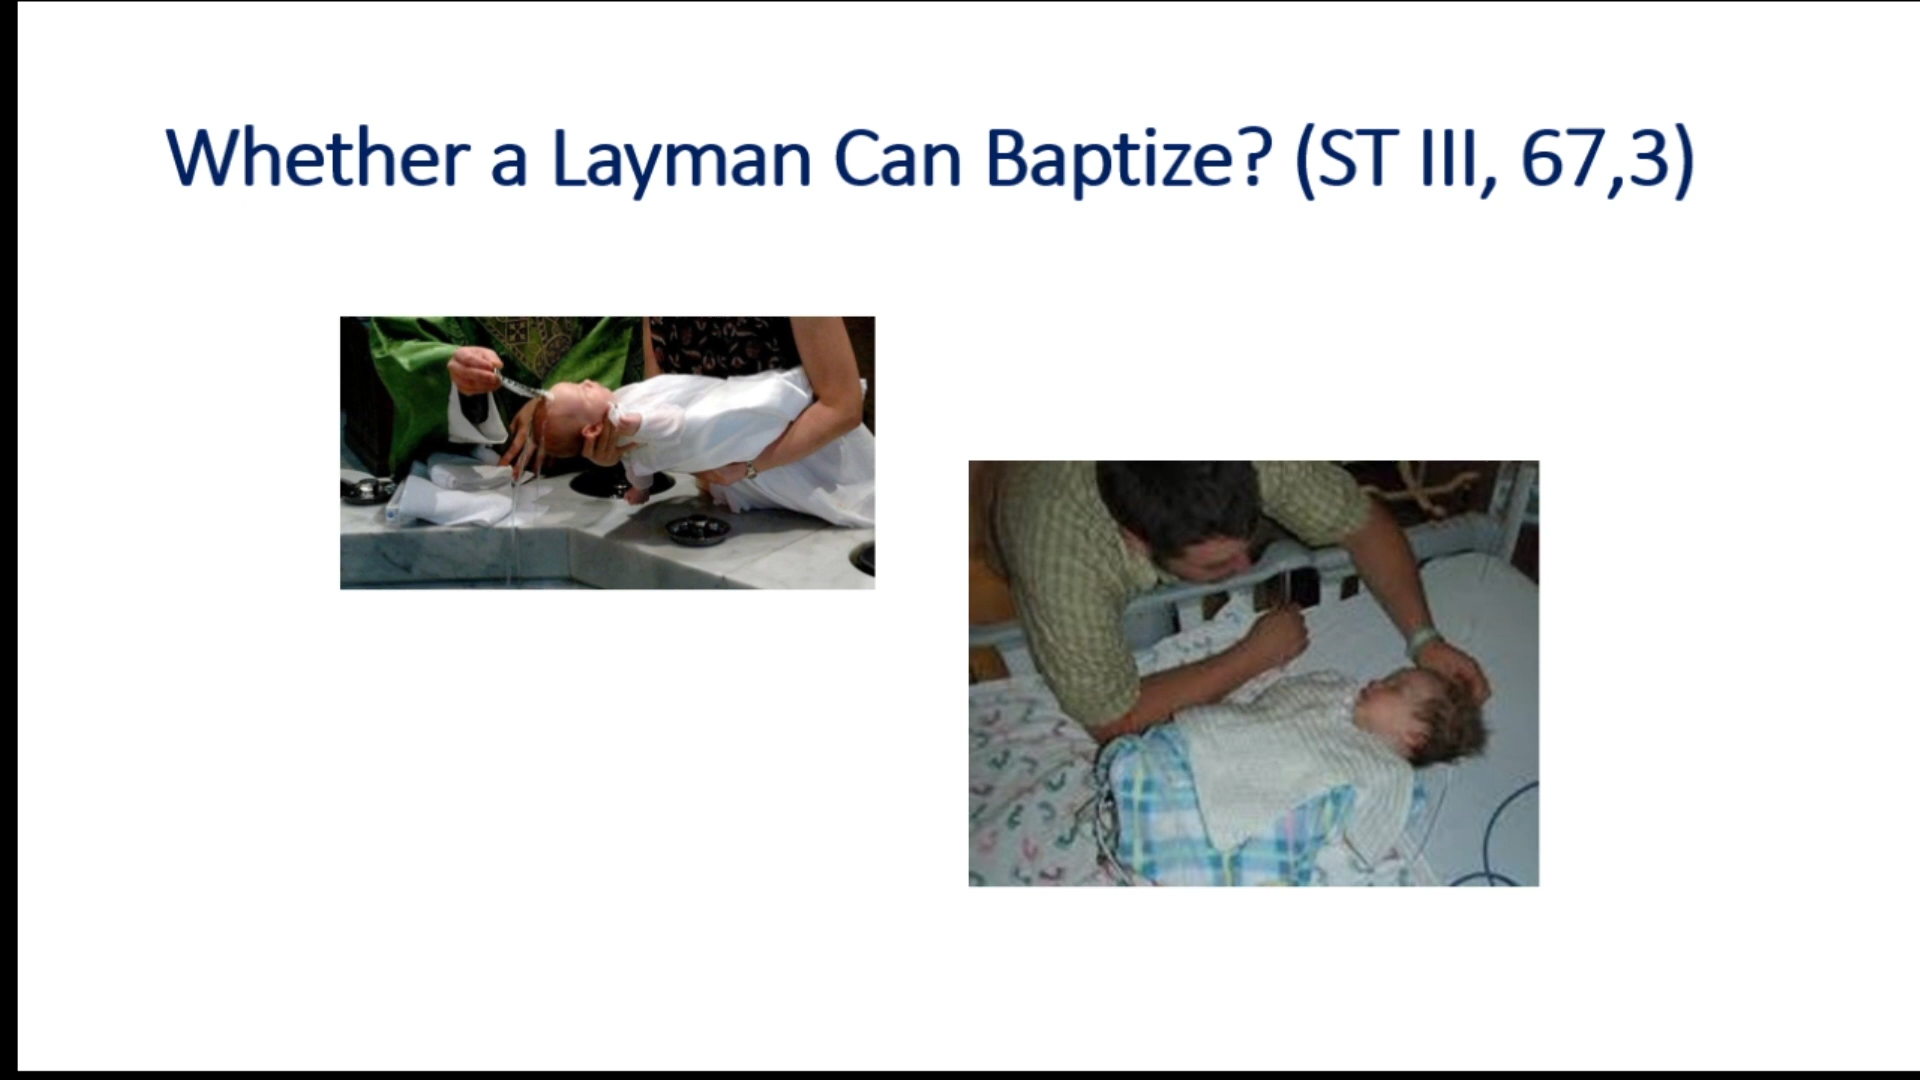 Whether a Layman Can Baptize? (ST III, 67,3)